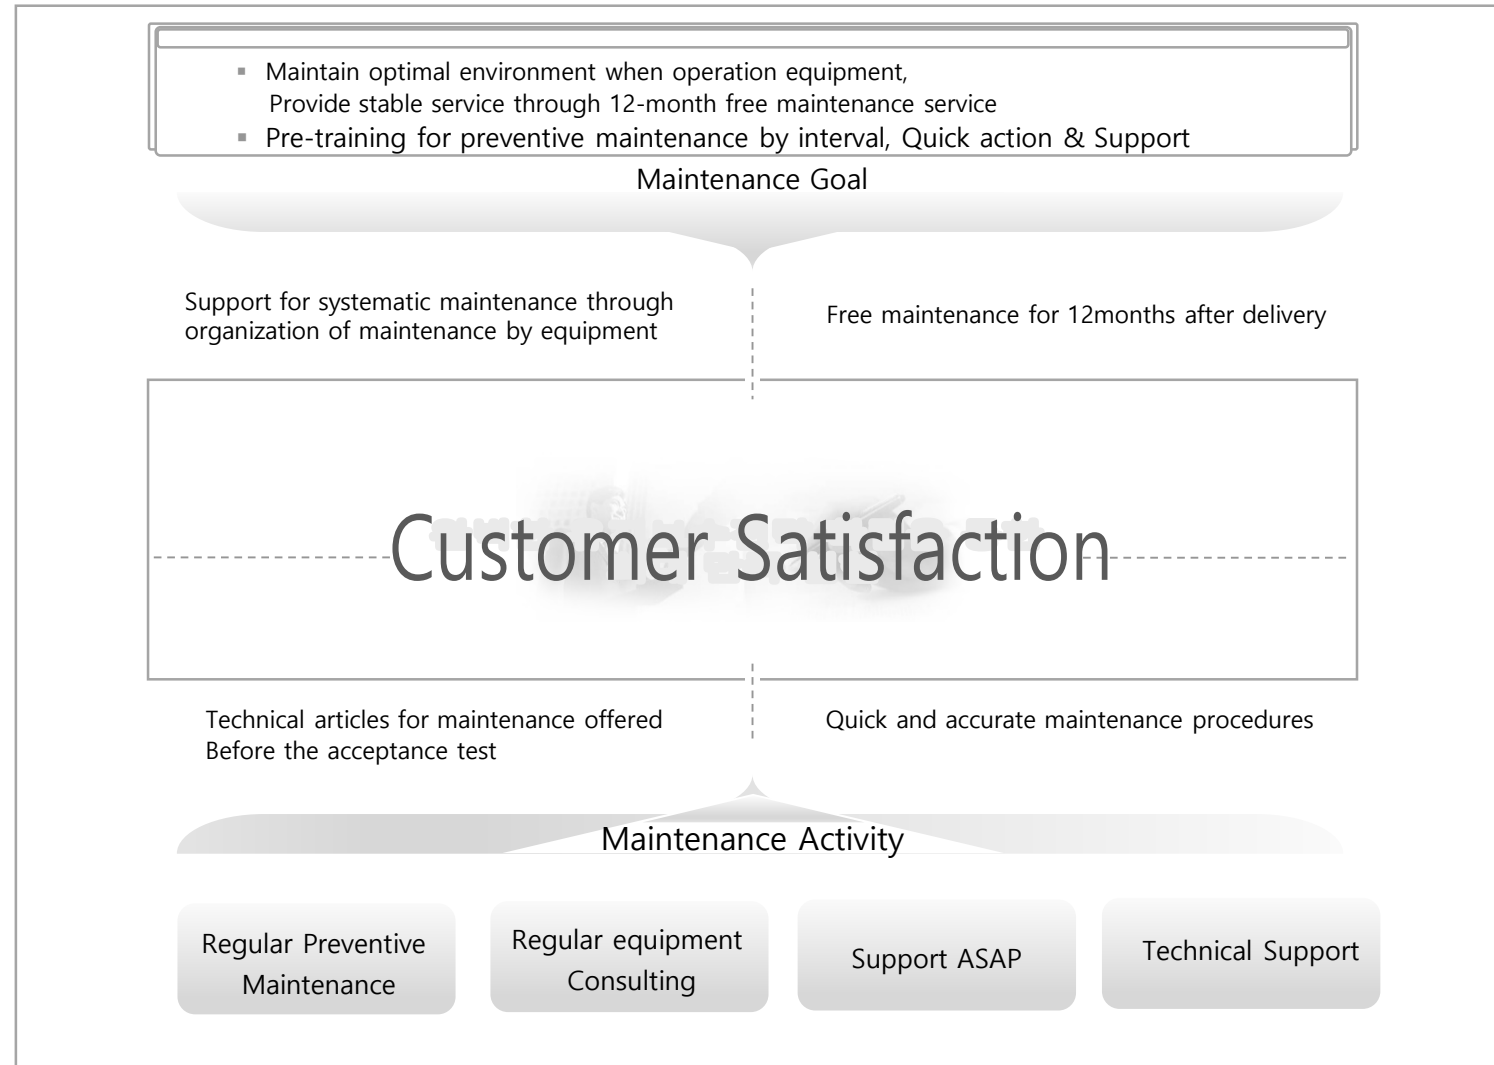 ▪ Maintain optimal environment when operation equipment,
Provide stable service through 12-month free maintenance service
▪ Pre-training for preventive maintenance by interval, Quick action & Support
Maintenance Goal
Support for systematic maintenance through
organization of maintenance by equipment
Free maintenance for 12months after delivery
Customer Satisfaction
Technical articles for maintenance offered
Before the acceptance test
Quick and accurate maintenance procedures
Maintenance Activity
Regular Preventive
Maintenance
Regular equipment
Consulting
Support ASAP
Technical Support